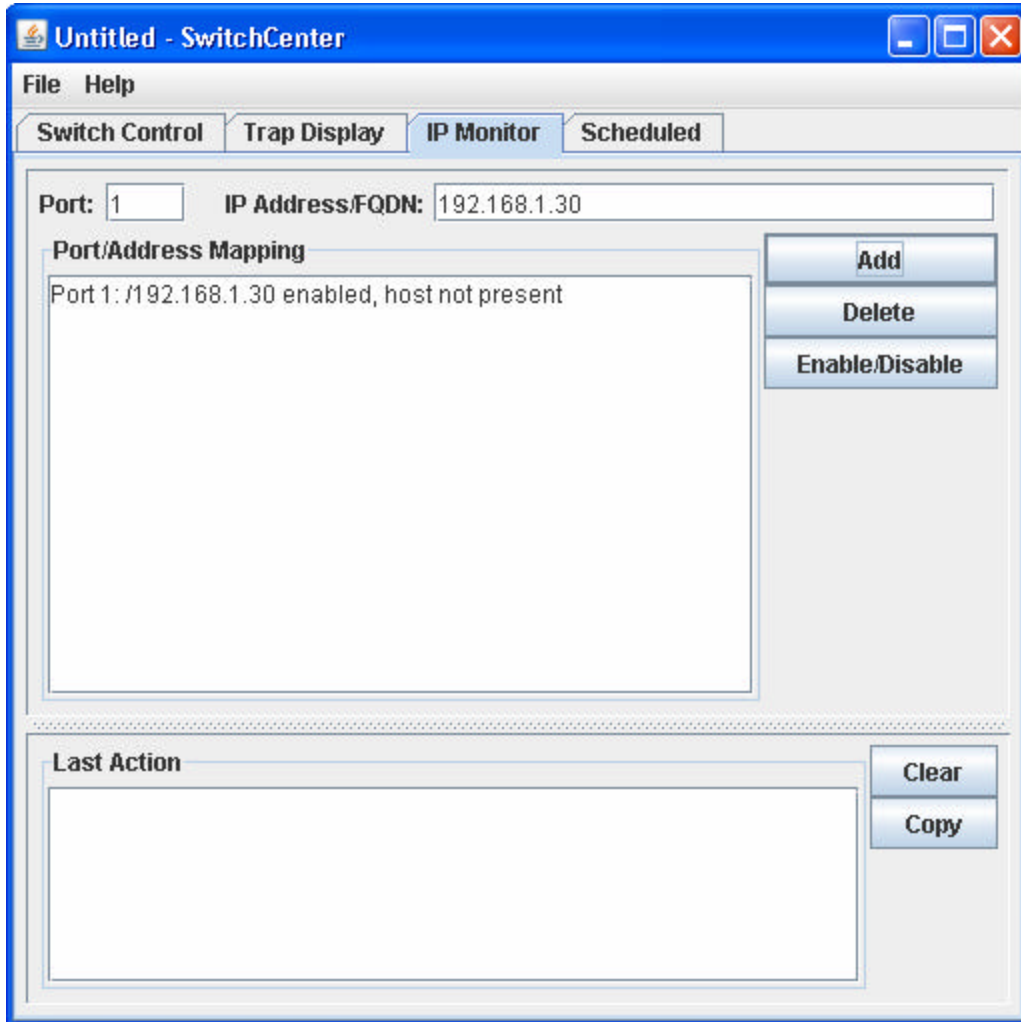 Untitled - SwitchCenter
File Help
Switch Control Trap Display IP Monitor Scheduled
Port: 1 IP Address/FQDN: 192.168.1.30
Port/Address Mapping
Add
Port 1: /192.168.1.30 enabled, host not present
Delete
Enable/Disable
Last Action
Clear
Copy